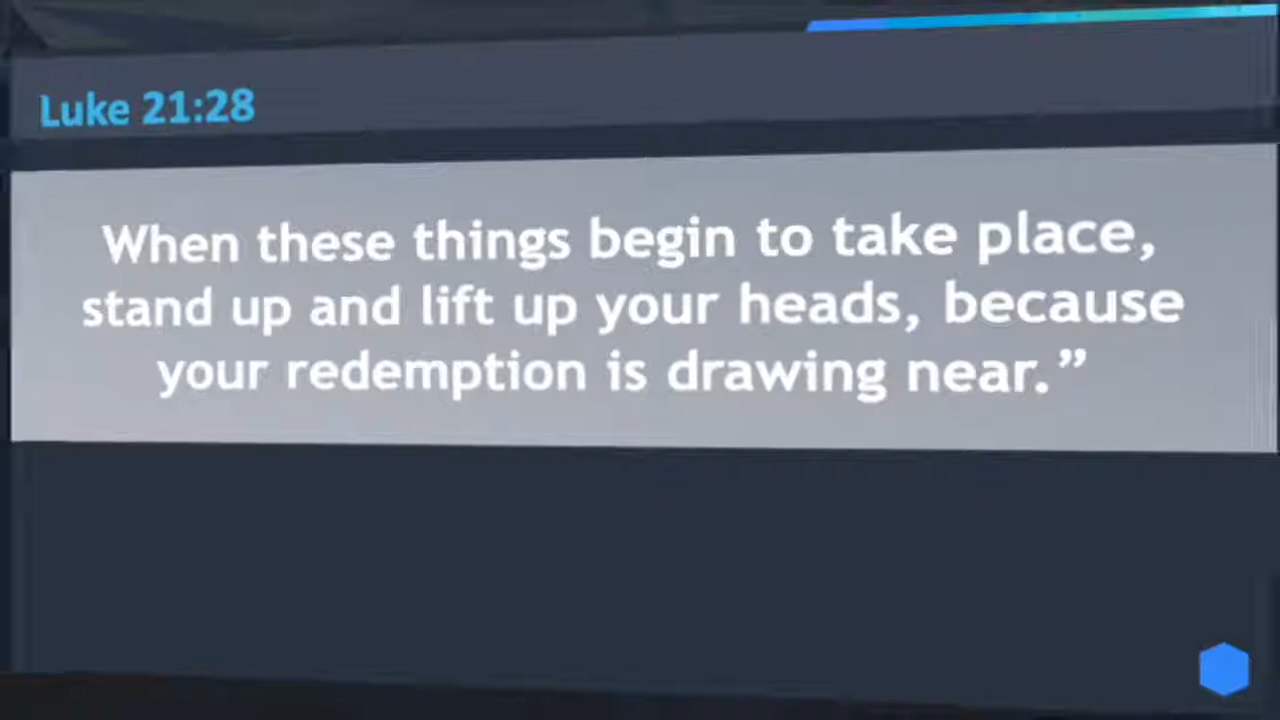 Luke 21:28
When these things begin to take place,
stand up and lift up your heads, because
your redemption is drawing near.”